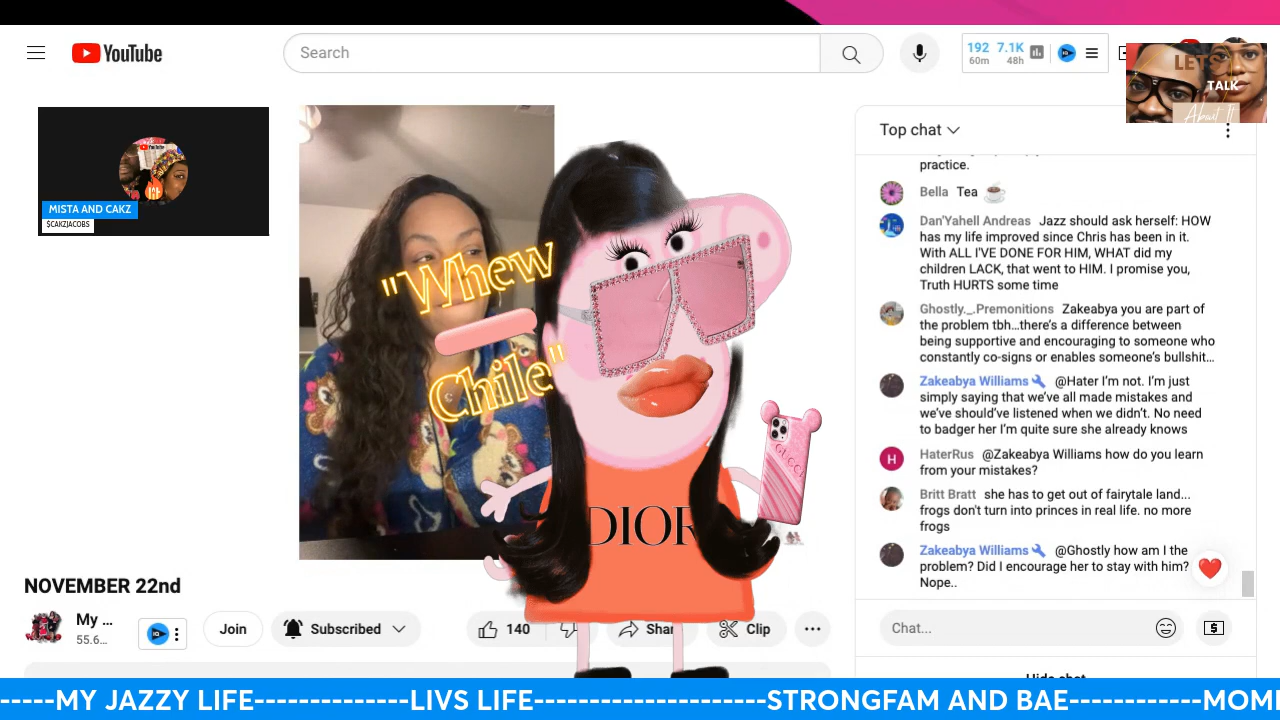 YouTube
Search
192 7.1K
60m 48h
LETS
TALK
About It
MISTA AND CAKZ
$CAKZJACOBS
"Whew
Chile"
DIOR
GUCCI
Top chat
practice.
Bella Tea
Dan'Yahell Andreas Jazz should ask herself: HOW
has my life improved since Chris has been in it.
With ALL I'VE DONE FOR HIM, WHAT did my
children LACK, that went to HIM. I promise you,
Truth HURTS some time
Ghostly._.Premonitions Zakeabya you are part of
the problem tbh...there's a difference between
being supportive and encouraging to someone who
constantly co-signs or enables someone's bullshit...
Zakeabya Williams @Hater I'm not. I'm just
simply saying that we've all made mistakes and
we've should've listened when we didn't. No need
to badger her I'm quite sure she already knows
H HaterRus @Zakeabya Williams how do you learn
from your mistakes?
Britt Bratt she has to get out of fairytale land...
frogs don't turn into princes in real life. no more
frogs
Zakeabya Williams @Ghostly how am I the
problem? Did I encourage her to stay with him?
Nope..
Chat...
Hide chat
NOVEMBER 22nd
My ...
55.6...
Join
Subscribed
140
Shar
Clip
-----MY JAZZY LIFE--------------LIVS LIFE---------------------STRONGFAM AND BAE------------MOMI